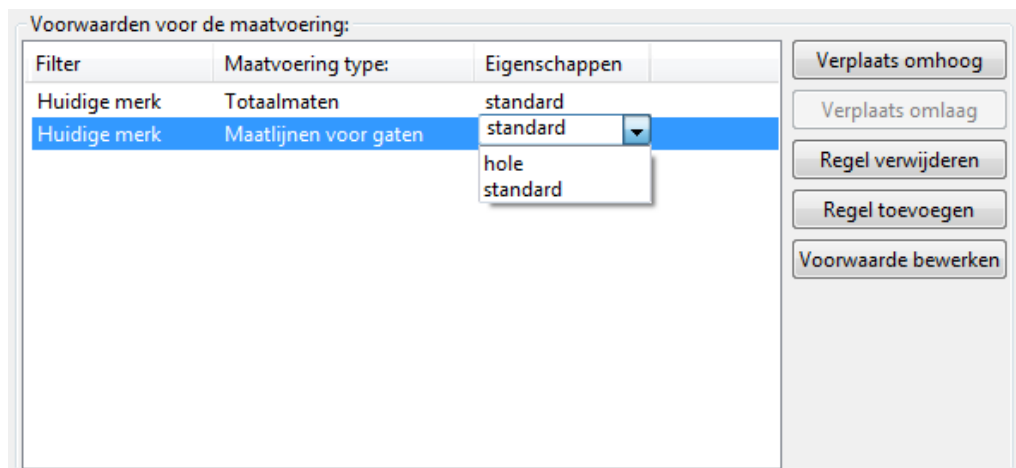 Voorwaarden voor de maatvoering:
Filter Maatvoering type: Eigenschappen
Huidige merk Totaalmaten standard
Huidige merk Maatlijnen voor gaten standard
hole
standard
Verplaats omhoog
Verplaats omlaag
Regel verwijderen
Regel toevoegen
Voorwaarde bewerken